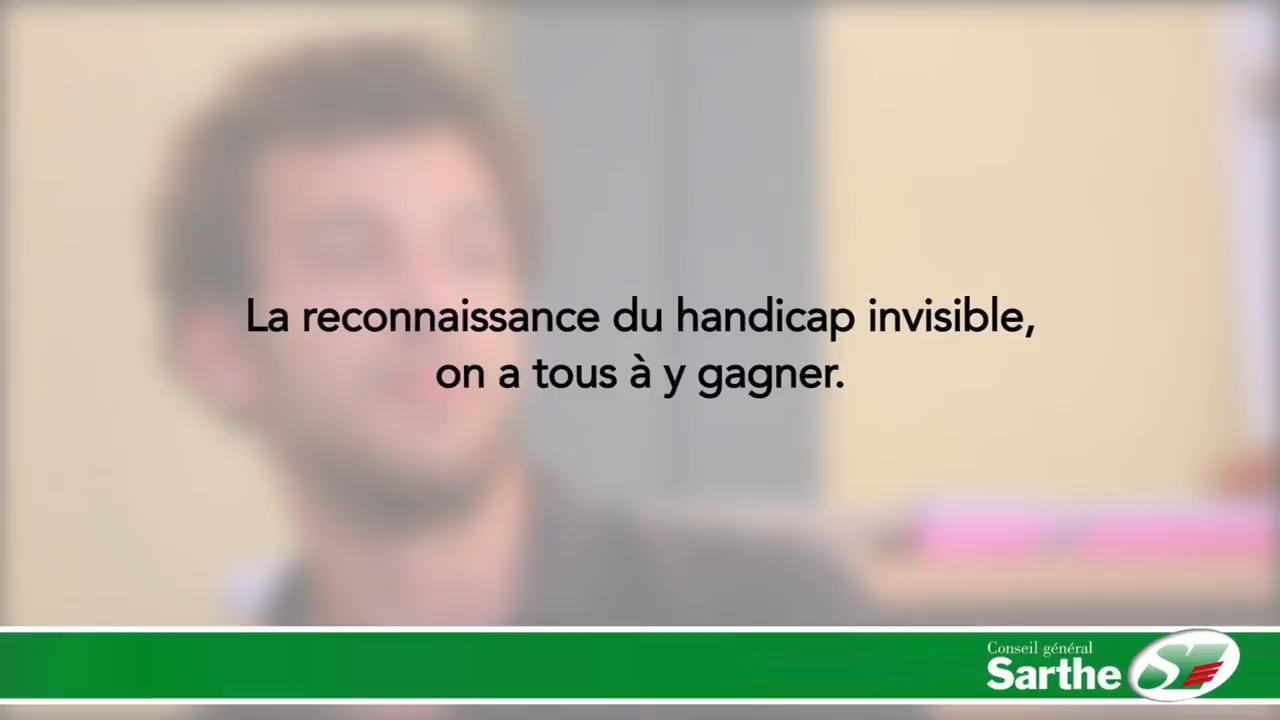 La reconnaissance du handicap invisible,
on a tous à y gagner.
Conseil général
Sarthe